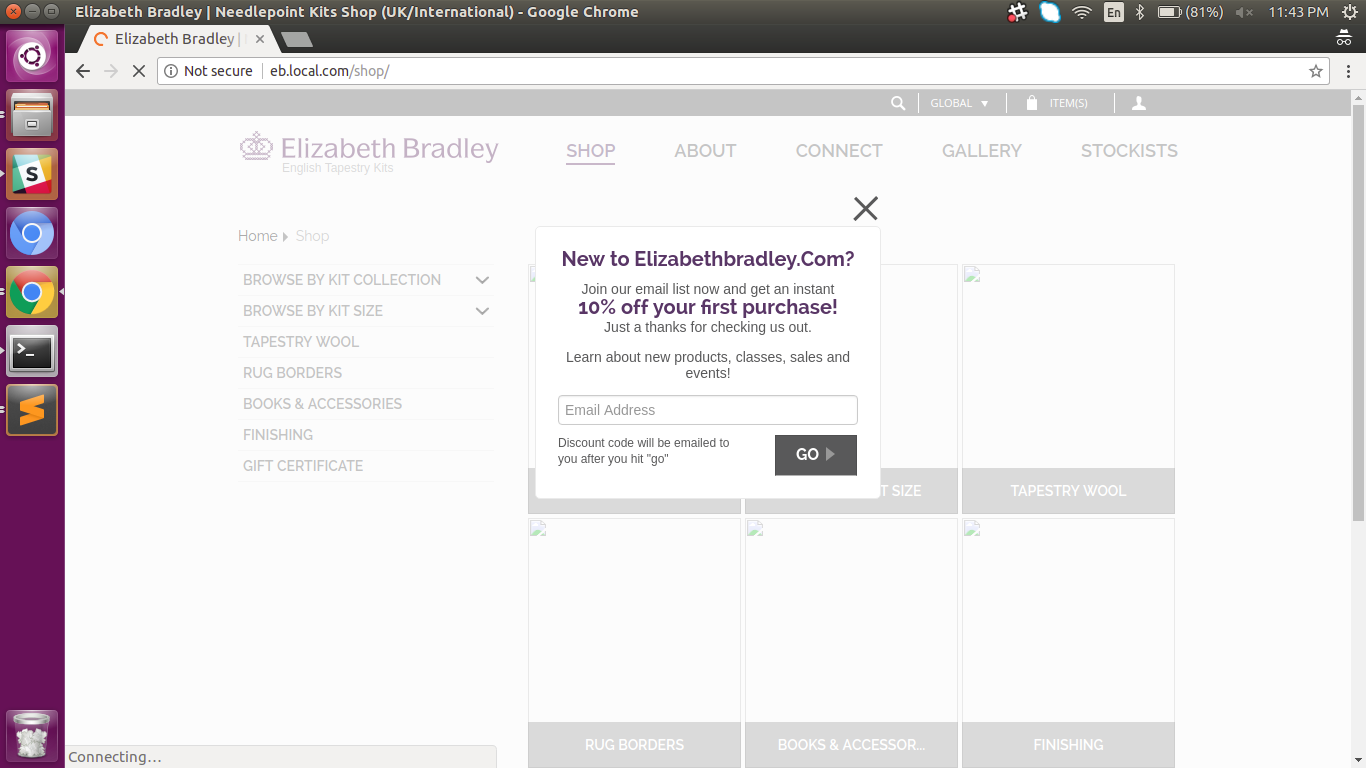 Elizabeth Bradley | Needlepoint Kits Shop (UK/International) - Google Chrome
En
(81%)
11:43 PM
Elizabeth Bradley |
Not secure
eb.local.com/shop/
GLOBAL
ITEM(S)
Elizabeth Bradley
English Tapestry Kits
SHOP
ABOUT
CONNECT
GALLERY
STOCKISTS
Home
Shop
BROWSE BY KIT COLLECTION
BROWSE BY KIT SIZE
TAPESTRY WOOL
RUG BORDERS
BOOKS & ACCESSORIES
FINISHING
GIFT CERTIFICATE
New to Elizabethbradley.Com?
Join our email list now and get an instant
10% off your first purchase!
Just a thanks for checking us out.
Learn about new products, classes, sales and
events!
Email Address
Discount code will be emailed to
you after you hit "go"
GO
T SIZE
TAPESTRY WOOL
RUG BORDERS
BOOKS & ACCESSOR...
FINISHING
Connecting...